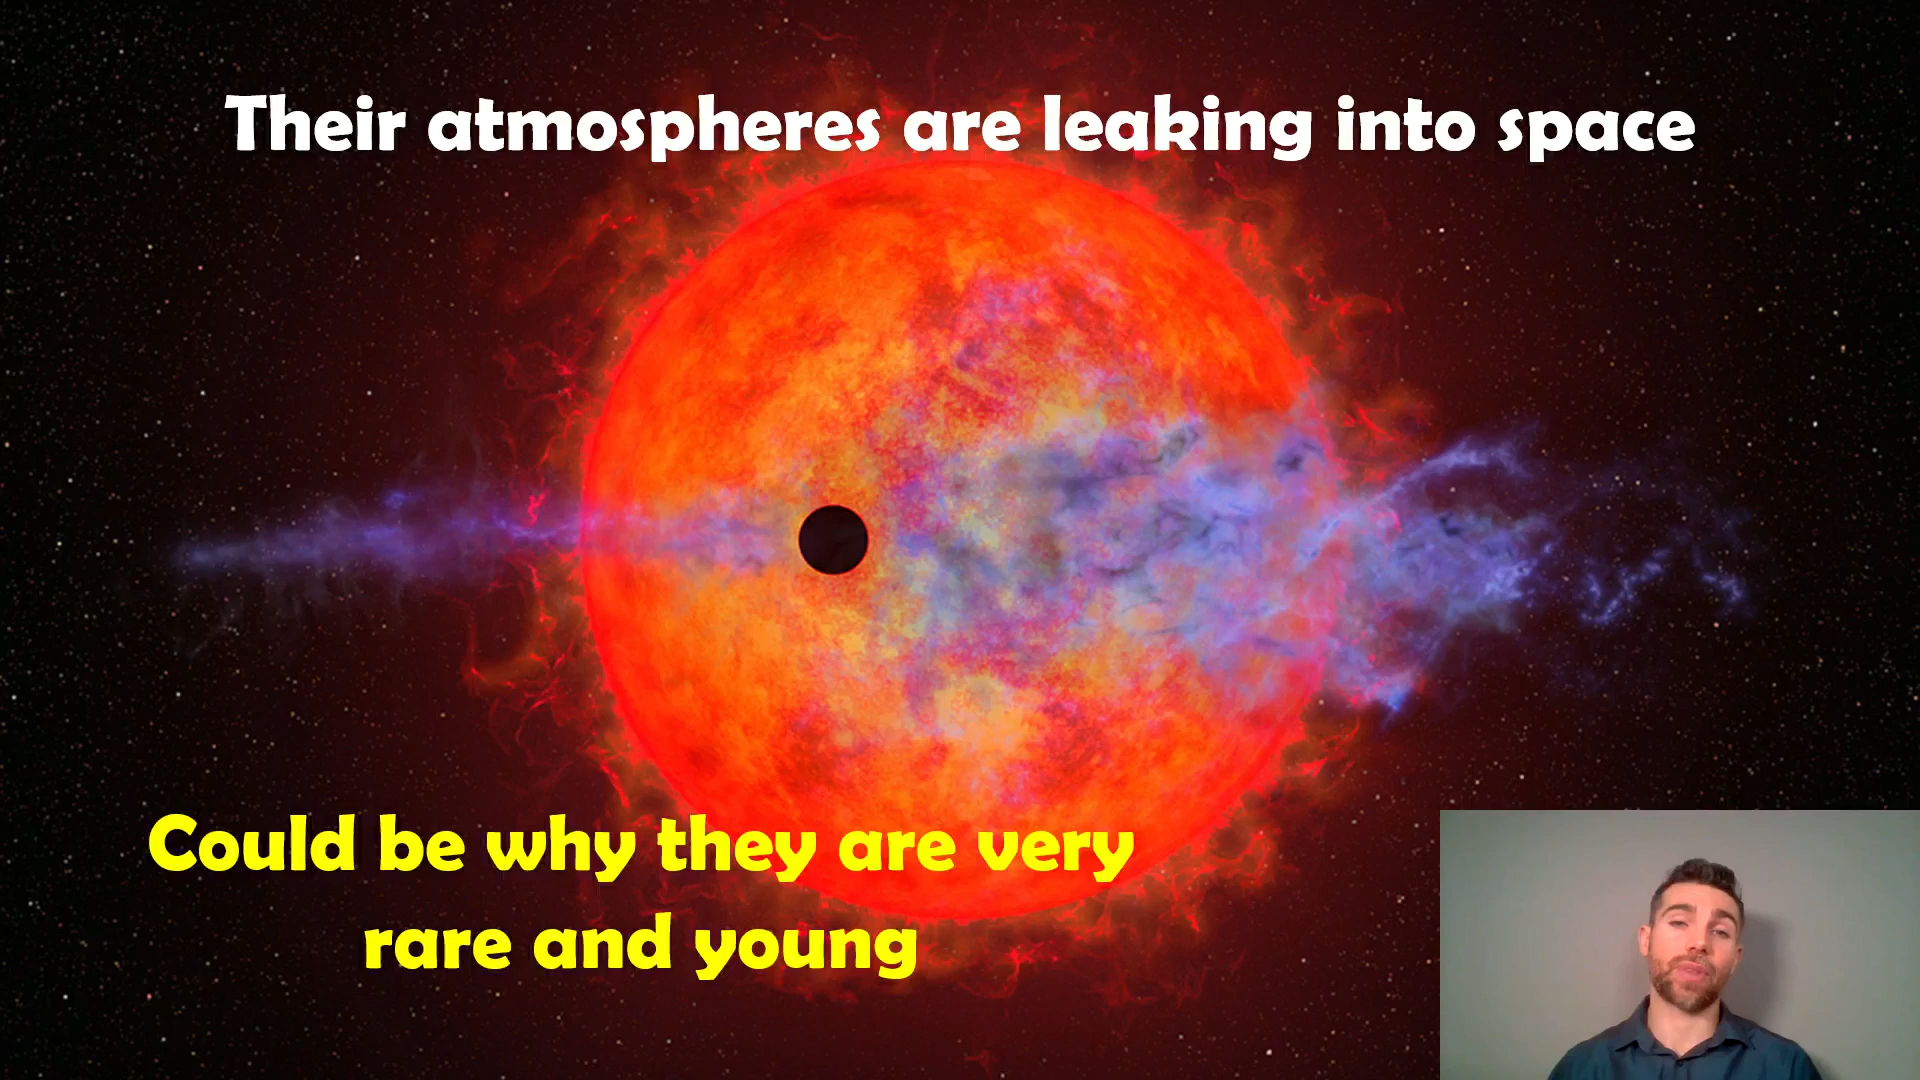 Their atmospheres are leaking into space
Could be why they are very
rare and young